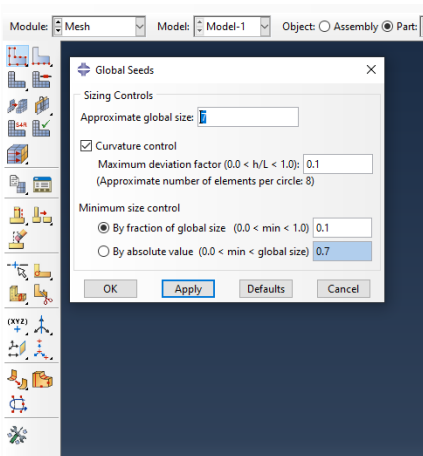 Module: Mesh Model: Model-1 Object: Assembly Part:
Global Seeds
Sizing Controls
Approximate global size: 7
Curvature control
Maximum deviation factor (0.0 < h/L < 1.0): 0.1
(Approximate number of elements per circle: 8)
Minimum size control
By fraction of global size (0.0 < min < 1.0) 0.1
By absolute value (0.0 < min < global size) 0.7
OK Apply Defaults Cancel
S4R
(XYZ)